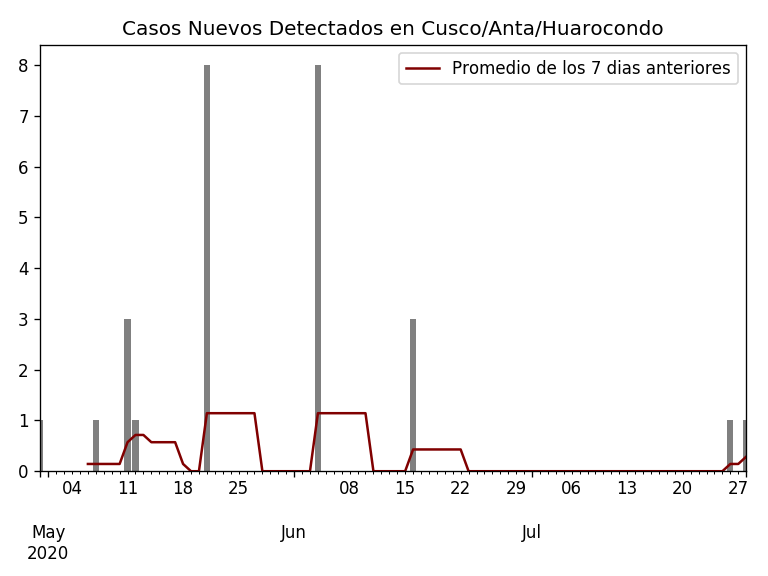 Casos Nuevos Detectados en Cusco/Anta/Huarocondo
Promedio de los 7 dias anteriores
8
7
6
5
4
3
2
1
0
04 11 18 25 08 15 22 29 06 13 20 27
May Jun Jul
2020